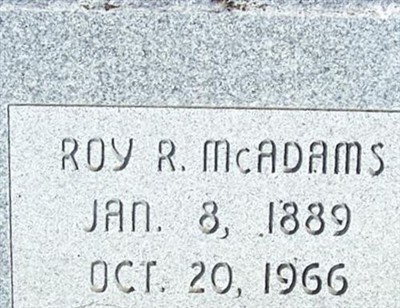 ROY R. McADAMS
JAN. 8, 1889
OCT. 20, 1966